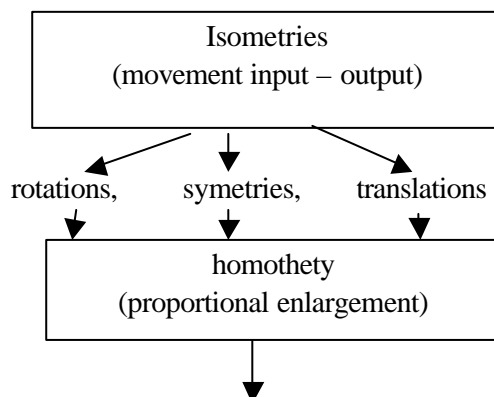 Isometries
(movement input – output)
rotations, symetries, translations
homothety
(proportional enlargement)